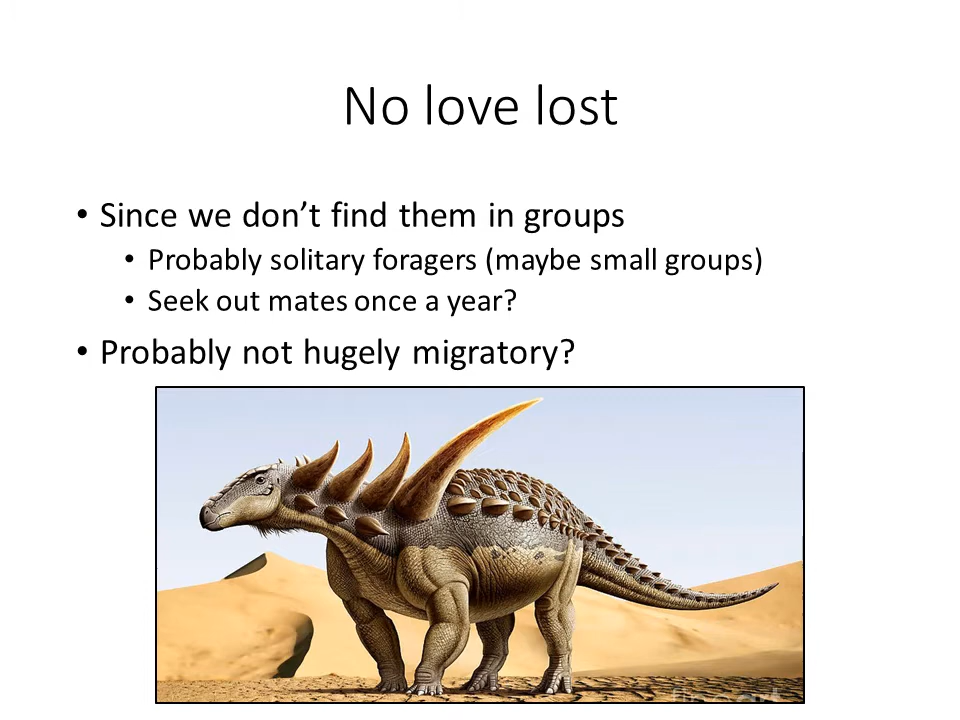 No love lost
• Since we don’t find them in groups
• Probably solitary foragers (maybe small groups)
• Seek out mates once a year?
• Probably not hugely migratory?